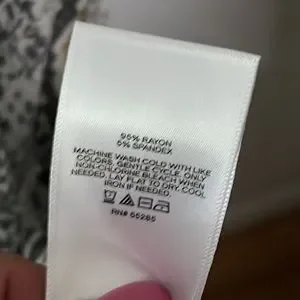 95% RAYON
5% SPANDEX
MACHINE WASH COLD WITH LIKE
COLORS, GENTLE CYCLE. ONLY
NON-CHLORINE BLEACH WHEN
NEEDED. LAY FLAT TO DRY. COOL
IRON IF NEEDED.
RN# 55285